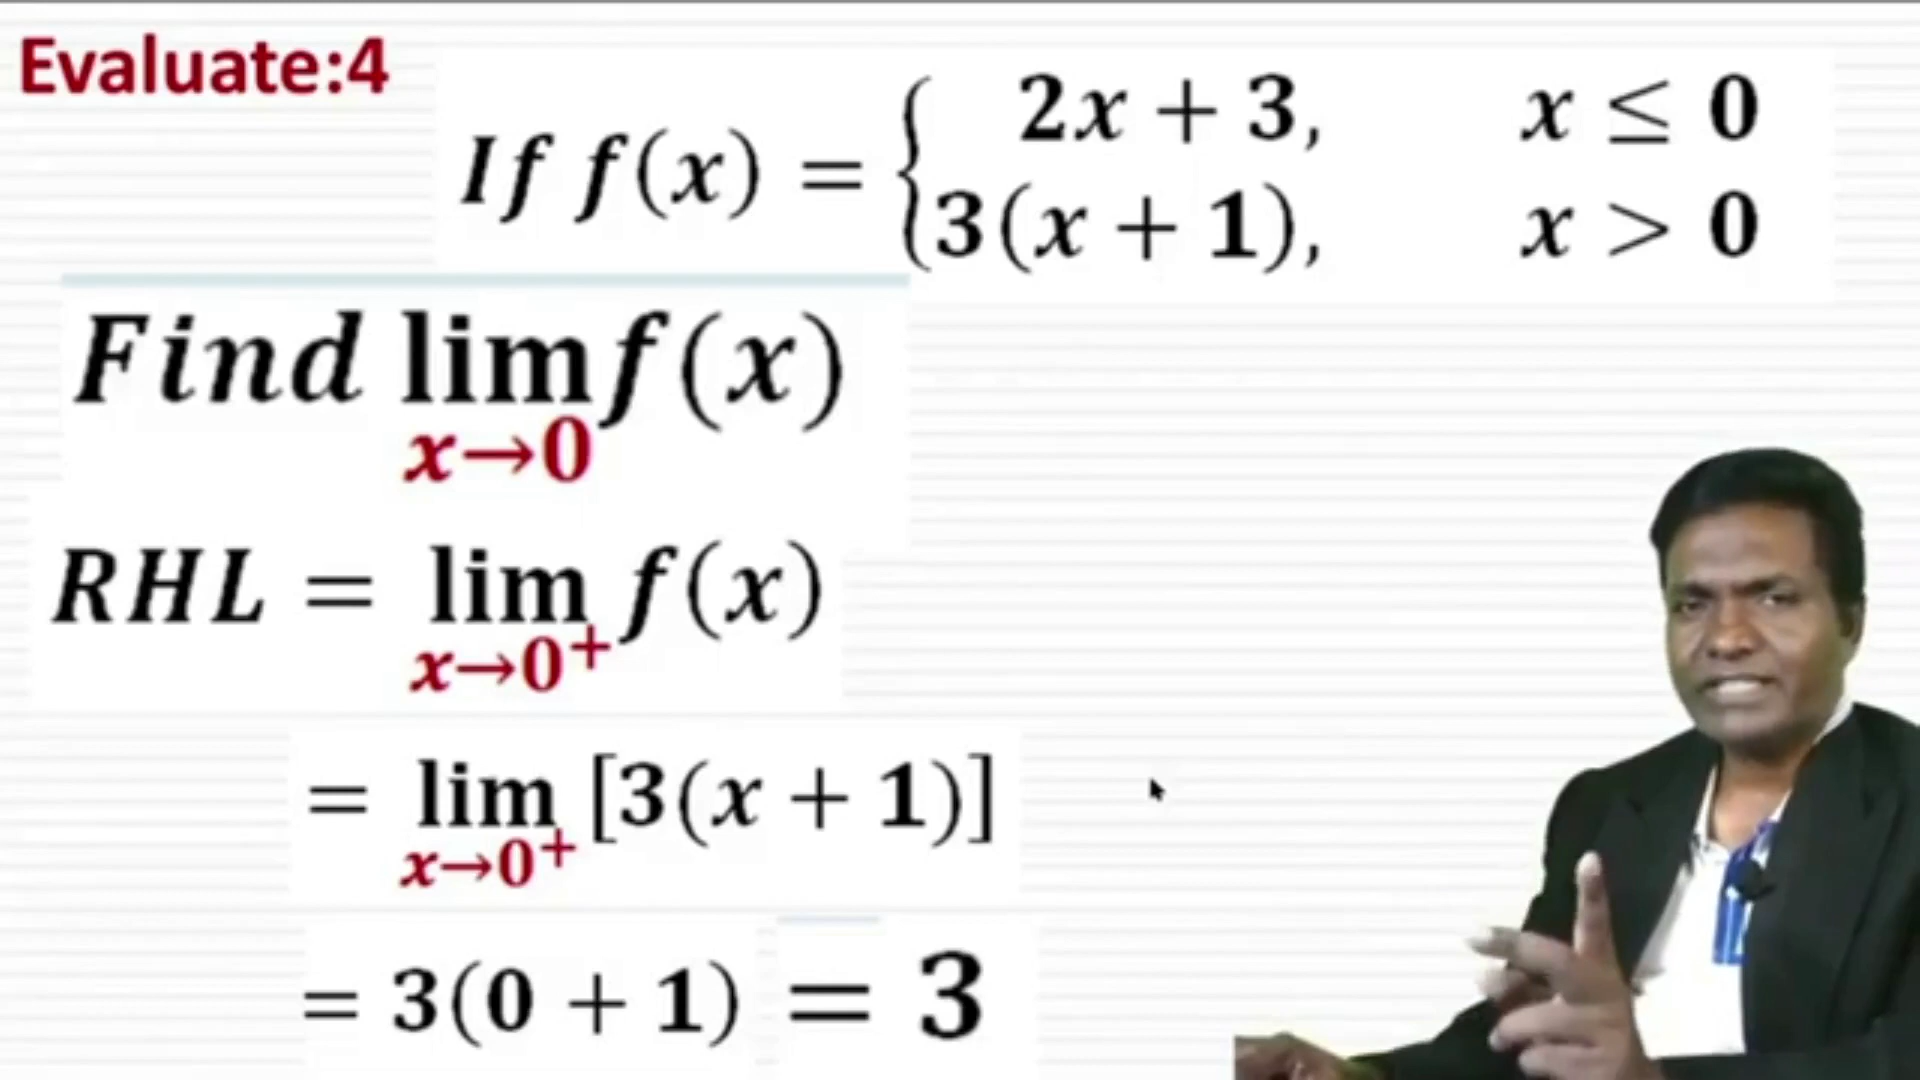 Evaluate:4
If f(x) = { 2x + 3, x ≤ 0
3(x + 1), x > 0
Find lim f(x)
x→0
RHL = lim f(x)
x→0⁺
= lim [3(x + 1)]
x→0⁺
= 3(0 + 1) = 3